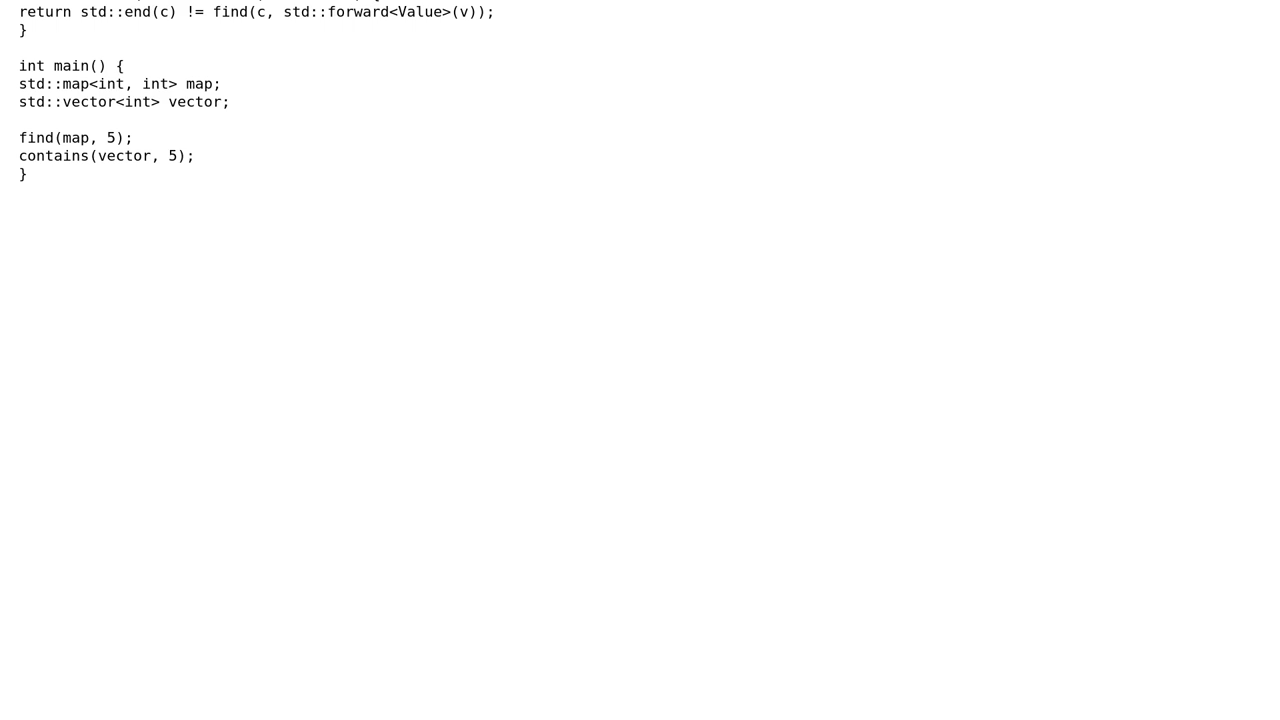 return std::end(c) != find(c, std::forward<Value>(v));
}

int main() {
std::map<int, int> map;
std::vector<int> vector;

find(map, 5);
contains(vector, 5);
}